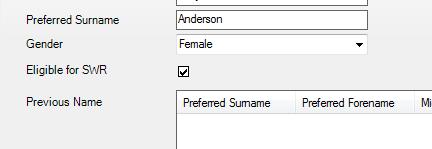 Preferred Surname Anderson
Gender Female
Eligible for SWR
Previous Name Preferred Surname Preferred Forename